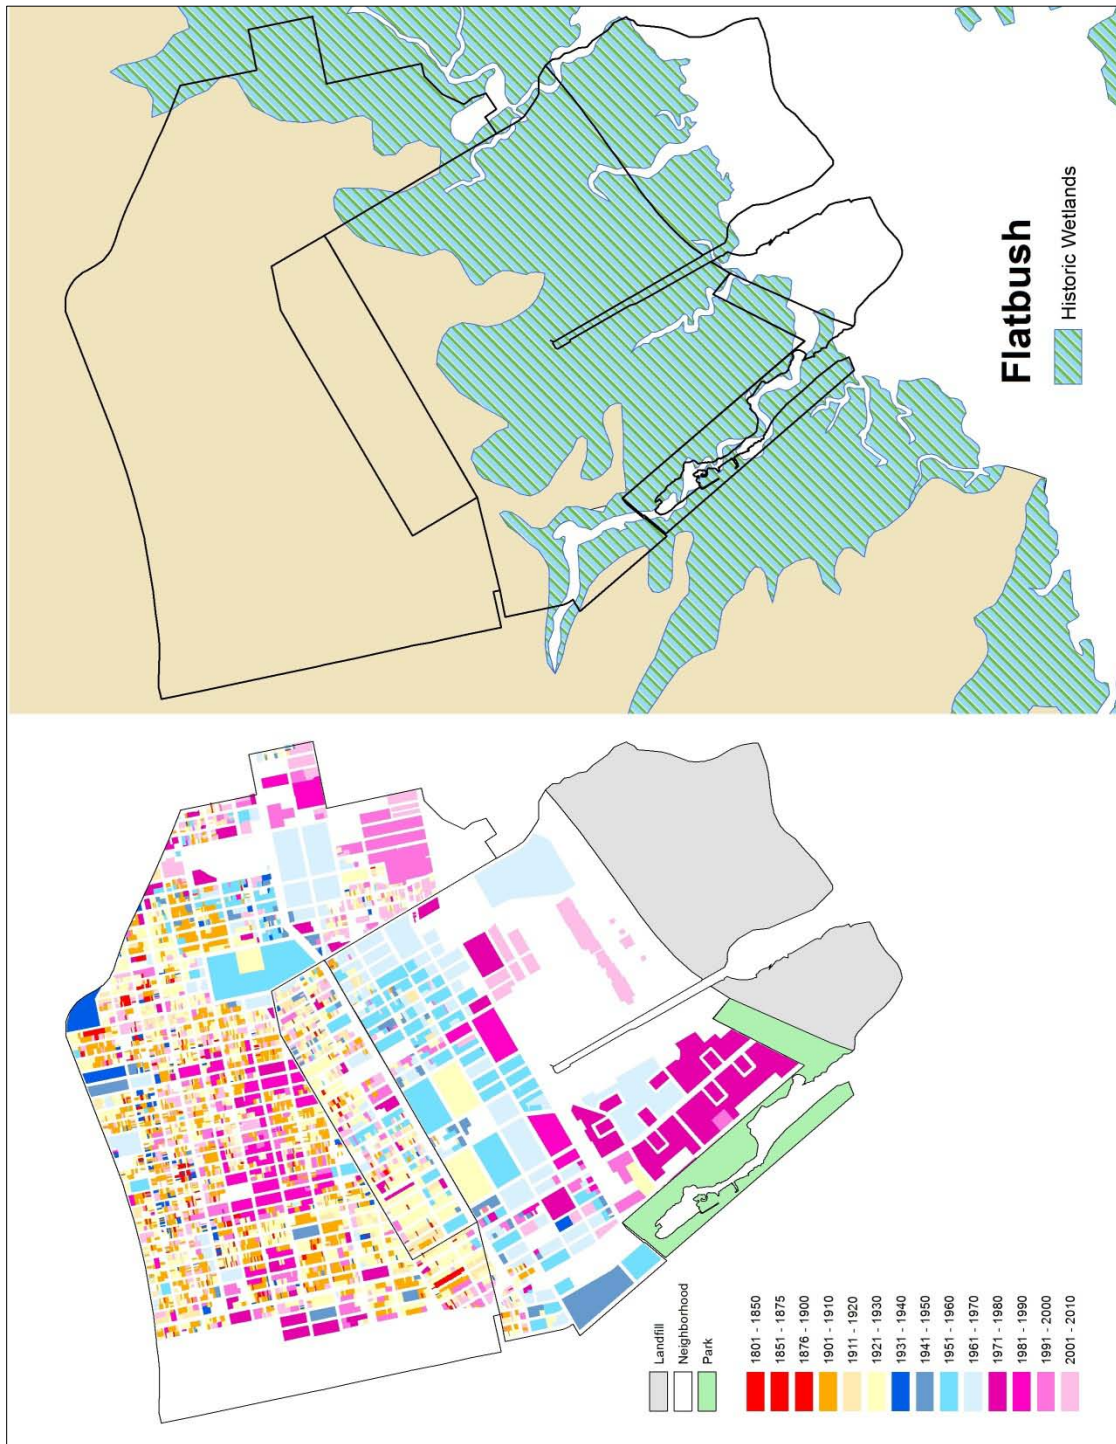 Flatbush
Historic Wetlands
Landfill
Neighborhood
Park
1801 - 1850
1851 - 1875
1876 - 1900
1901 - 1910
1911 - 1920
1921 - 1930
1931 - 1940
1941 - 1950
1951 - 1960
1961 - 1970
1971 - 1980
1981 - 1990
1991 - 2000
2001 - 2010